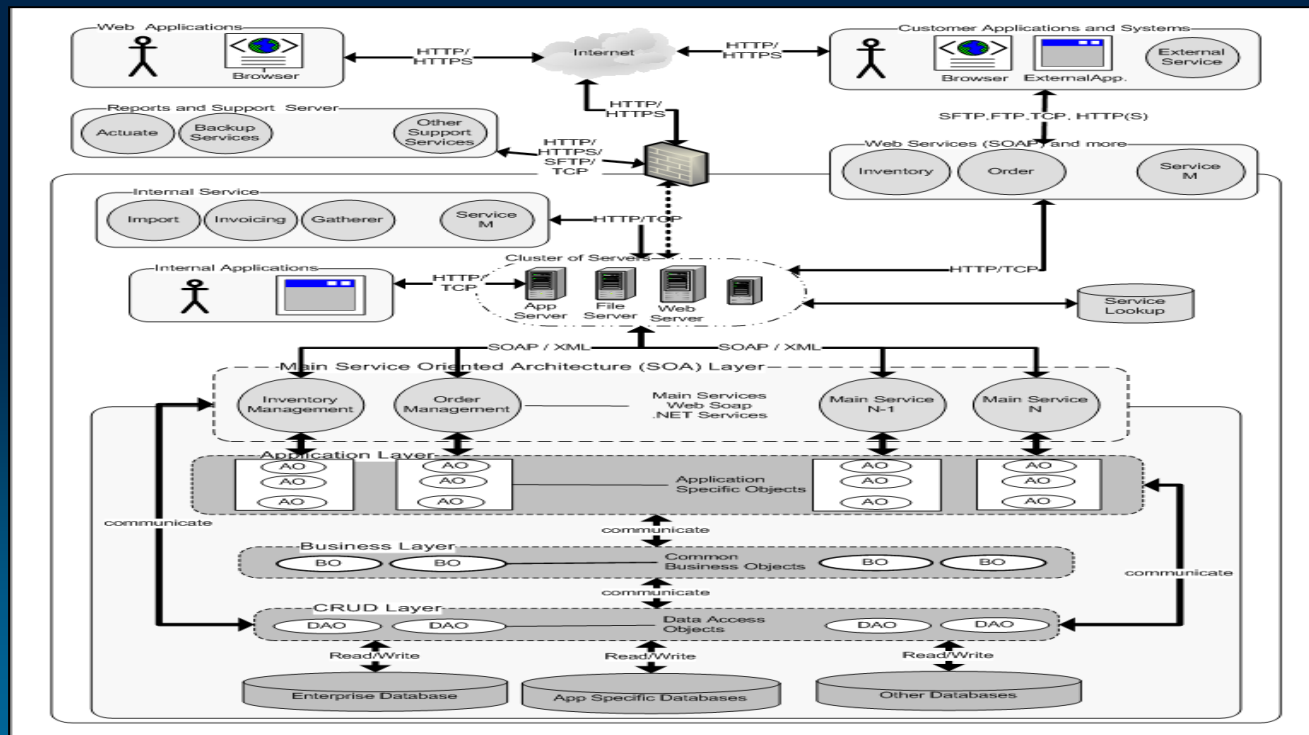 Web Applications
Browser
HTTP/
HTTPS
Internet
HTTP/
HTTPS
Customer Applications and Systems
Browser
ExternalApp.
External
Service
HTTP/
HTTPS
SFTP,FTP,TCP, HTTP(S)
Reports and Support Server
Actuate
Backup
Services
Other
Support
Services
HTTP/
HTTPS/
SFTP/
TCP
Web Services (SOAP) and more
Inventory
Order
Service
M
Internal Service
Import
Invoicing
Gatherer
Service
M
HTTP/TCP
Internal Applications
HTTP/
TCP
Cluster of Servers
App
Server
File
Server
Web
Server
HTTP/TCP
Service
Lookup
SOAP / XML
SOAP / XML
Main Service Oriented Architecture (SOA) Layer
Inventory
Management
Order
Management
Main Services
Web Soap
.NET Services
Main Service
N-1
Main Service
N
Application Layer
AO
AO
AO
AO
AO
AO
Application
Specific Objects
AO
AO
AO
AO
AO
AO
communicate
communicate
communicate
Business Layer
BO
BO
Common
Business Objects
BO
BO
communicate
CRUD Layer
DAO
DAO
Data Access
Objects
DAO
DAO
Read/Write
Read/Write
Read/Write
Enterprise Database
App Specific Databases
Other Databases